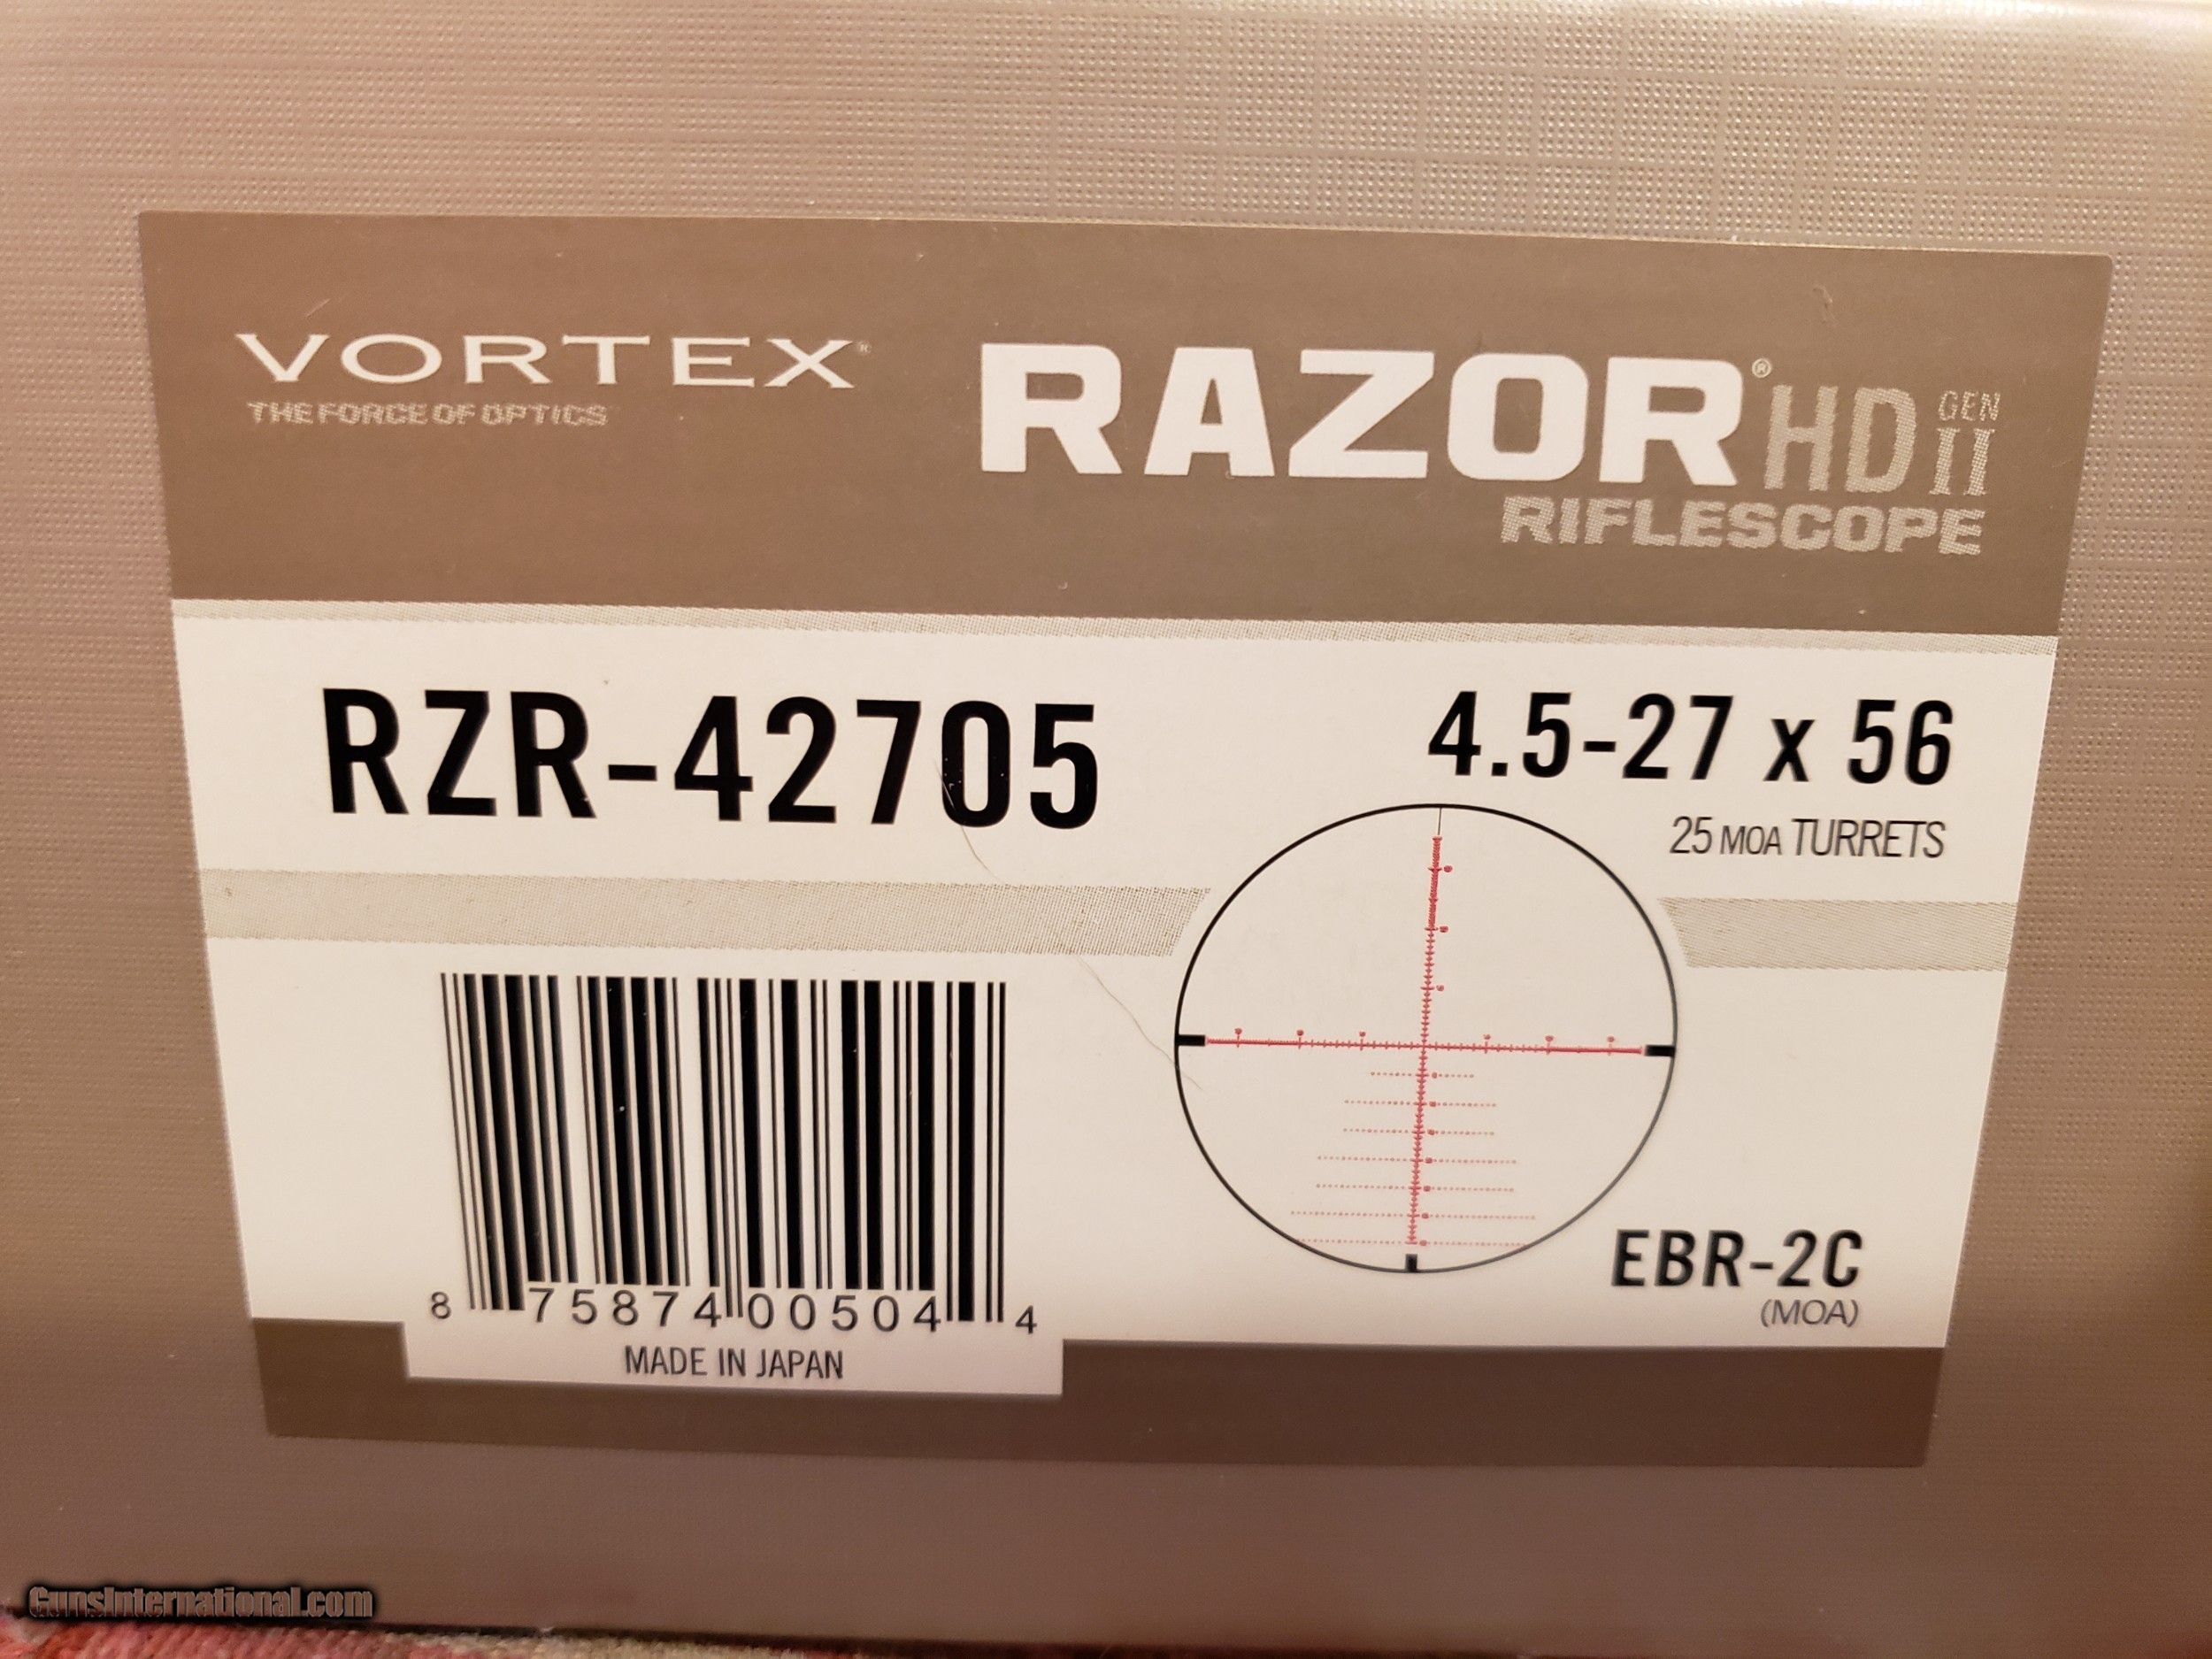 VORTEX®
THE FORCE OF OPTICS
RAZOR® HD GEN II
RIFLESCOPE
RZR-42705
4.5-27 x 56
25 MOA TURRETS
EBR-2C
(MOA)
8 75874 00504 4
MADE IN JAPAN
GunsInternational.com